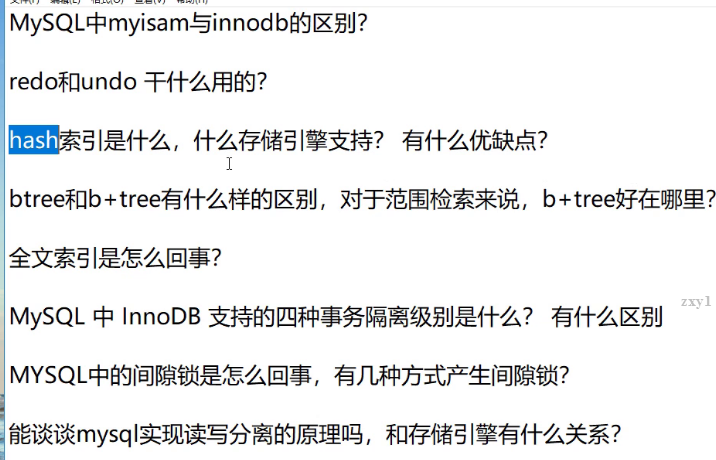 MySQL中myisam与innodb的区别?
redo和undo 干什么用的?
hash索引是什么，什么存储引擎支持? 有什么优缺点?
btree和b+tree有什么样的区别，对于范围检索来说，b+tree好在哪里?
全文索引是怎么回事?
zxy1
MySQL 中 InnoDB 支持的四种事务隔离级别是什么? 有什么区别
MYSQL中的间隙锁是怎么回事，有几种方式产生间隙锁?
能谈谈mysql实现读写分离的原理吗，和存储引擎有什么关系?